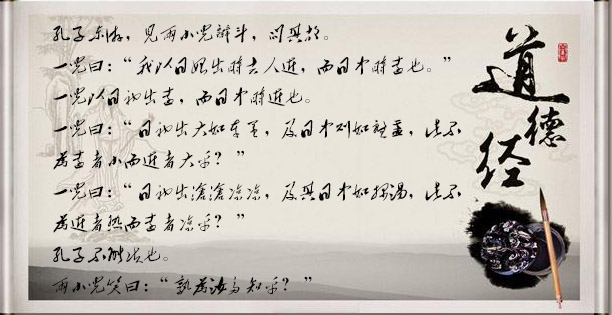 道德经
孔子东游，见两小儿辩斗，问其故。
一儿曰：“我以日始出时去人近，而日中时远也。”
一儿以日初出远，而日中时近也。
一儿曰：“日初出大如车盖，及日中则如盘盂，此不
为远者小而近者大乎？”
一儿曰：“日初出沧沧凉凉，及其日中如探汤，此不
为近者热而远者凉乎？”
孔子不能决也。
两小儿笑曰：“孰为汝多知乎？”